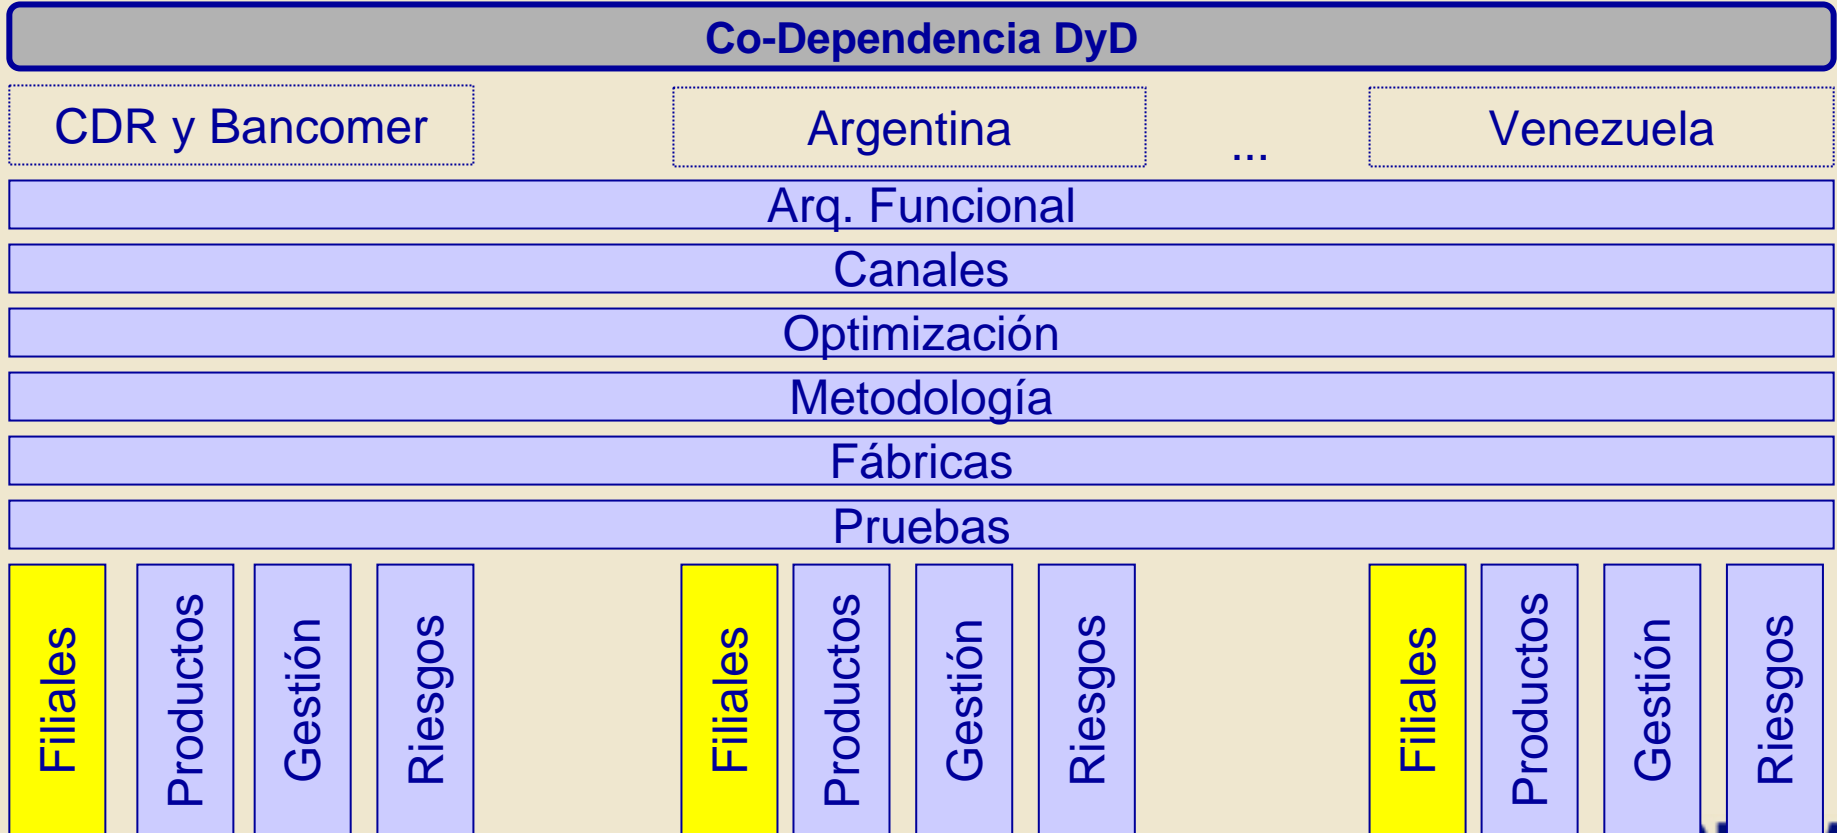 Co-Dependencia DyD
CDR y Bancomer
Argentina
...
Venezuela
Arq. Funcional
Canales
Optimización
Metodología
Fábricas
Pruebas
Filiales
Productos
Gestión
Riesgos
Filiales
Productos
Gestión
Riesgos
Filiales
Productos
Gestión
Riesgos